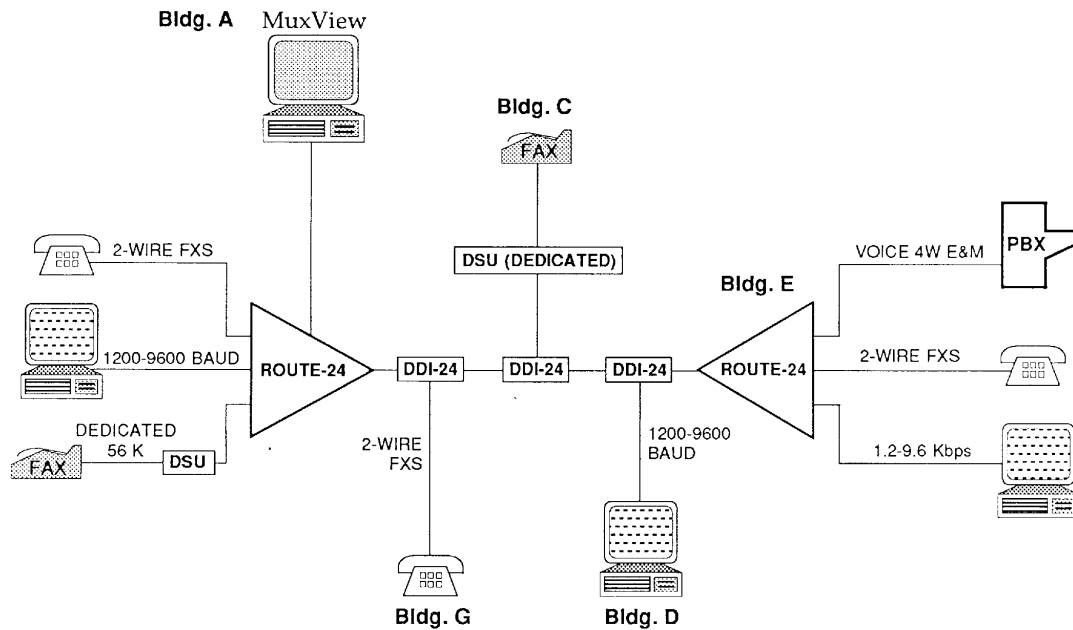 Bldg. A
MuxView
Bldg. C
FAX
2-WIRE FXS
DSU (DEDICATED)
VOICE 4W E&M
PBX
Bldg. E
1200-9600 BAUD
ROUTE-24
DDI-24
DDI-24
DDI-24
ROUTE-24
2-WIRE FXS
DEDICATED
56 K
FAX
DSU
2-WIRE
FXS
1200-9600
BAUD
1.2-9.6 Kbps
Bldg. G
Bldg. D